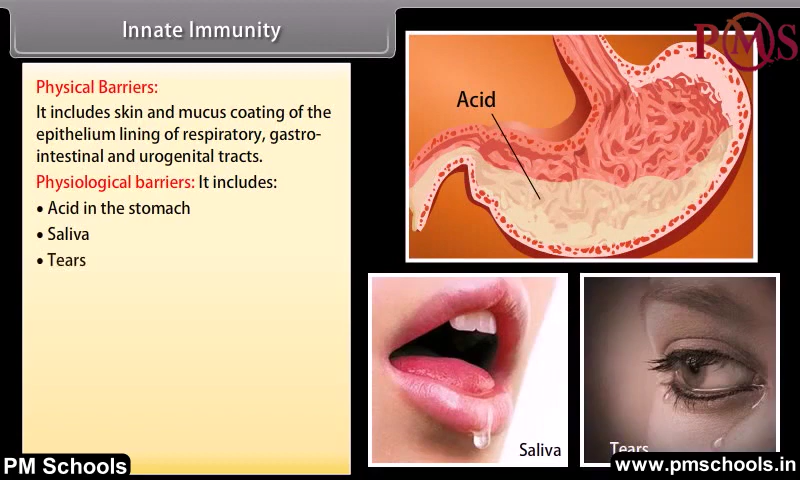 Innate Immunity
PMS
Physical Barriers:
It includes skin and mucus coating of the
epithelium lining of respiratory, gastro-
intestinal and urogenital tracts.
Physiological barriers: It includes:
• Acid in the stomach
• Saliva
• Tears
Acid
Saliva
Tears
PM Schools
www.pmschools.in